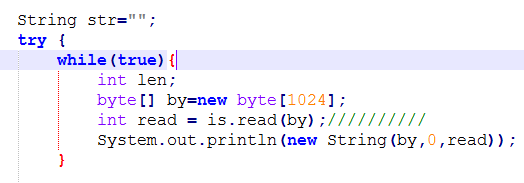 String str="";
try {
while(true){
int len;
byte[] by=new byte[1024];
int read = is.read(by);//////////
System.out.println(new String(by,0,read));
}